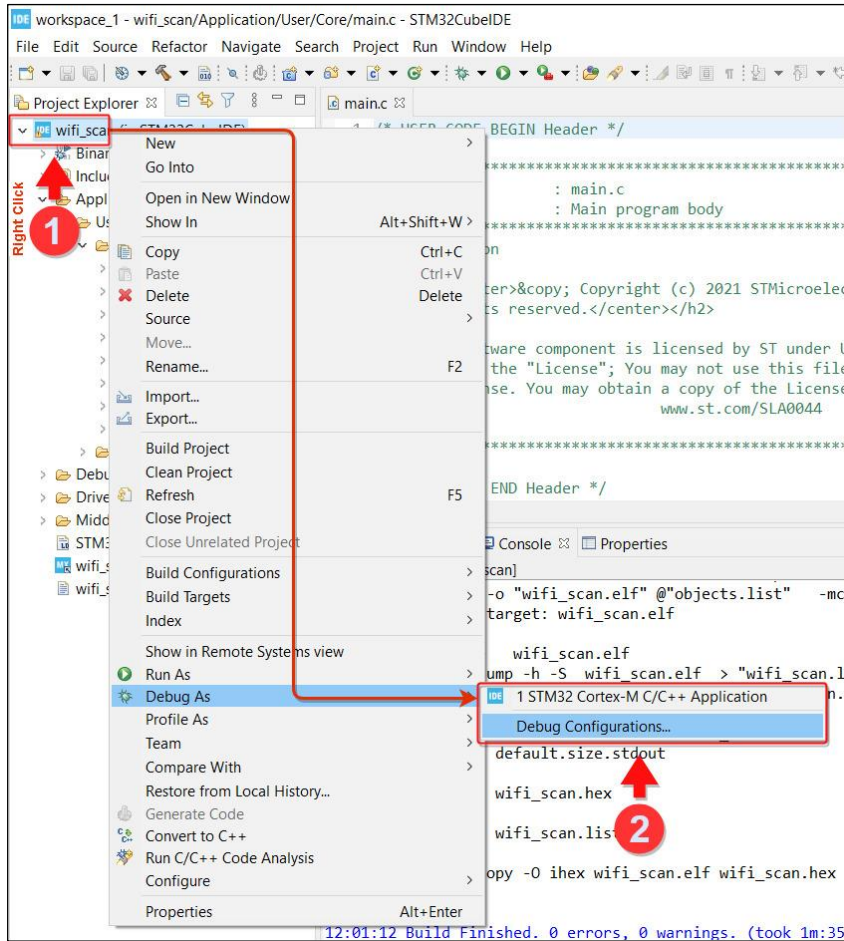 IDE workspace_1 - wifi_scan/Application/User/Core/main.c - STM32CubeIDE
File Edit Source Refactor Navigate Search Project Run Window Help
Project Explorer
main.c
IDE wifi_sca
1 /* USER CODE BEGIN Header */
Binar
Inclu
Appl
Us
Right Click
1
Debu
Drive
Midd
STM3
wifi_s
wifi_s
New
Go Into
Open in New Window
Show In Alt+Shift+W
Copy Ctrl+C
Paste Ctrl+V
Delete Delete
Source
Move...
Rename... F2
Import...
Export...
Build Project
Clean Project
Refresh F5
Close Project
Close Unrelated Project
Build Configurations
Build Targets
Index
Show in Remote Systems view
Run As
Debug As
Profile As
Team
Compare With
Restore from Local History...
Generate Code
Convert to C++
Run C/C++ Code Analysis
Configure
Properties Alt+Enter
IDE 1 STM32 Cortex-M C/C++ Application
Debug Configurations...
2
******************************************
: main.c
: Main program body
******************************************
on
ter>&copy; Copyright (c) 2021 STMicroelec
ts reserved.</center></h2>
tware component is licensed by ST under U
the "License"; You may not use this file
nse. You may obtain a copy of the License
www.st.com/SLA0044
******************************************
END Header */
Console Properties
scan]
-o "wifi_scan.elf" @"objects.list" -mc
target: wifi_scan.elf
wifi_scan.elf
ump -h -S wifi_scan.elf > "wifi_scan.l
n.
default.size.stdout
wifi_scan.hex
wifi_scan.lis
opy -O ihex wifi_scan.elf wifi_scan.hex
12:01:12 Build Finished. 0 errors, 0 warnings. (took 1m:35